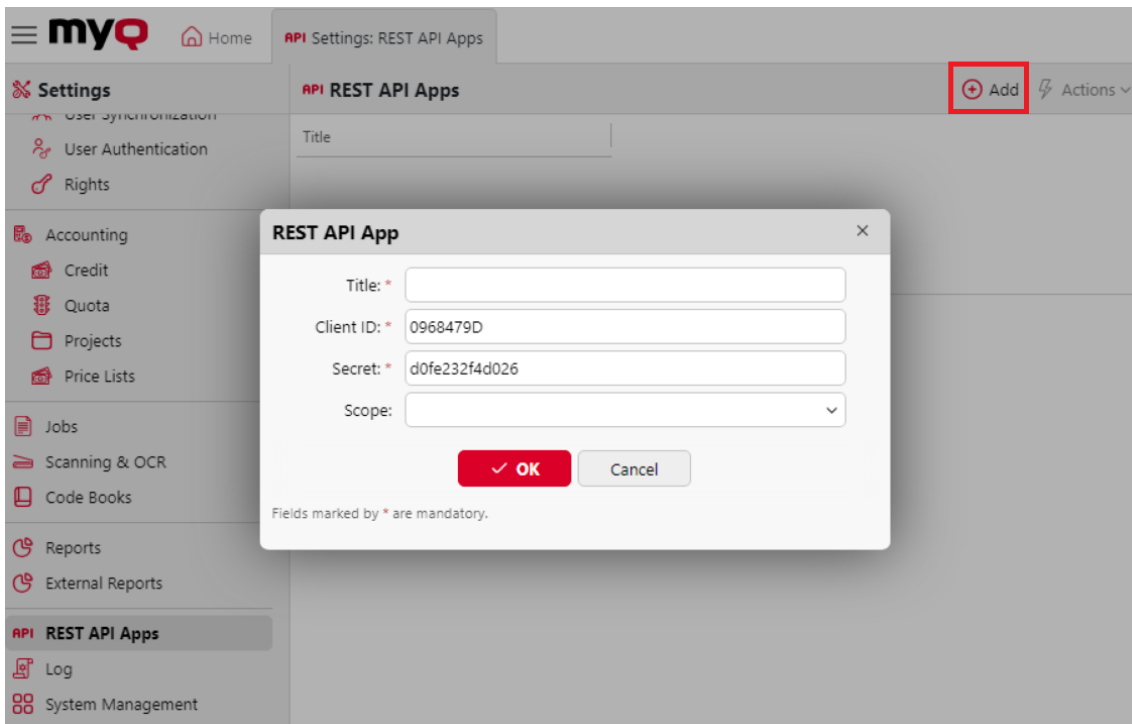 myQ
Home
API Settings: REST API Apps
Settings
API REST API Apps
Add
Actions
User Synchronization
User Authentication
Rights
Accounting
Credit
Quota
Projects
Price Lists
Jobs
Scanning & OCR
Code Books
Reports
External Reports
API REST API Apps
Log
System Management
Title
REST API App
Title: *
Client ID: * 0968479D
Secret: * d0fe232f4d026
Scope:
OK
Cancel
Fields marked by * are mandatory.